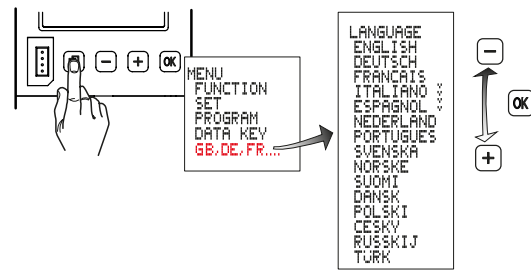 OK
MENU
FUNCTION
SET
PROGRAM
DATA KEY
GB,DE,FR....
LANGUAGE
ENGLISH
DEUTSCH
FRANCAIS
ITALIANO
ESPAGNOL
NEDERLAND
PORTUGUES
SVENSKA
NORSKE
SUOMI
DANSK
POLSKI
CESKY
RUSSKIJ
TURK
OK